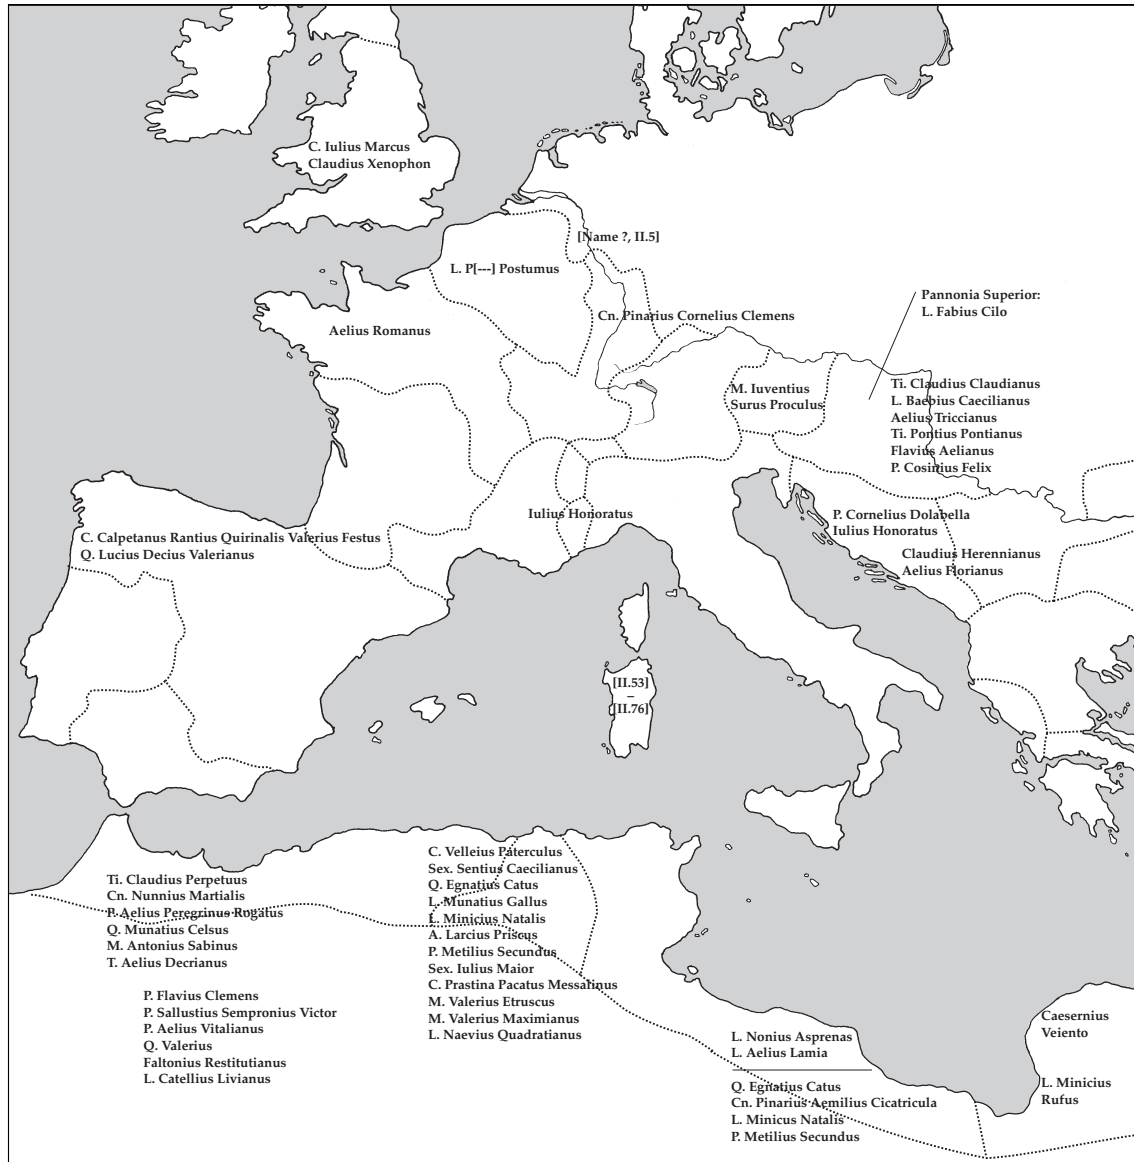 C. Iulius Marcus
Claudius Xenophon
[Name ?, II.5]
L. P[---] Postumus
Pannonia Superior:
L. Fabius Cilo
Cn. Pinarius Cornelius Clemens
Aelius Romanus
M. Iuventius
Surus Proculus
Ti. Claudius Claudianus
L. Baebius Caecilianus
Aelius Triccianus
Ti. Pontius Pontianus
Flavius Aelianus
P. Cosinius Felix
Iulius Honoratus
P. Cornelius Dolabella
Iulius Honoratus
C. Calpetanus Rantius Quirinalis Valerius Festus
Q. Lucius Decius Valerianus
Claudius Herennianus
Aelius Florianus
[II.53]
–
[II.76]
Ti. Claudius Perpetuus
Cn. Nunnius Martialis
P. Aelius Peregrinus Rogatus
Q. Munatius Celsus
M. Antonius Sabinus
T. Aelius Decrianus
P. Flavius Clemens
P. Sallustius Sempronius Victor
P. Aelius Vitalianus
Q. Valerius
Faltonius Restitutianus
L. Catellius Livianus
C. Velleius Paterculus
Sex. Sentius Caecilianus
Q. Egnatius Catus
L. Munatius Gallus
L. Minicius Natalis
A. Larcius Priscus
P. Metilius Secundus
Sex. Iulius Maior
C. Prastina Pacatus Messalinus
M. Valerius Etruscus
M. Valerius Maximianus
L. Naevius Quadratianus
L. Nonius Asprenas
L. Aelius Lamia
Q. Egnatius Catus
Cn. Pinarius Aemilius Cicatricula
L. Minicus Natalis
P. Metilius Secundus
Caesernius
Veiento
L. Minicius
Rufus